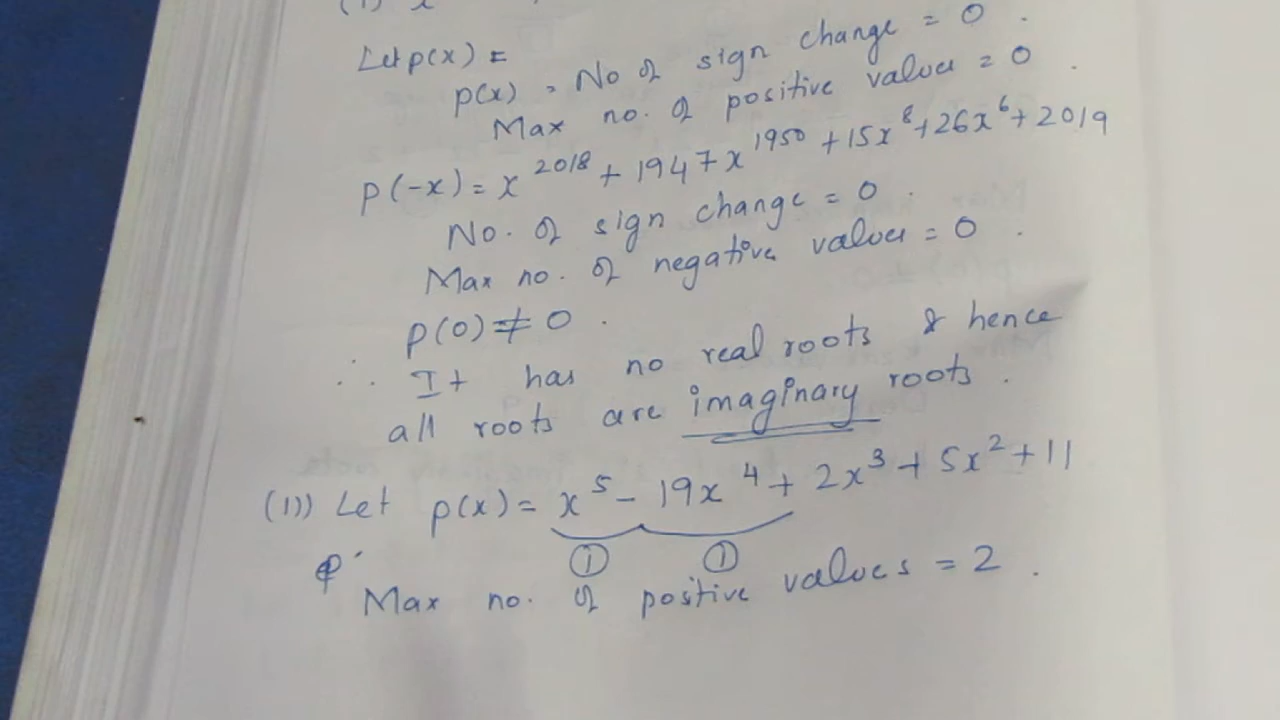 (1) x
Let p(x) =
p(x) = No of sign change = 0 .
Max no. of positive values = 0 .
p(-x) = x^2018 + 1947x^1950 + 15x^8 + 26x^6 + 2019
No. of sign change = 0 .
Max no. of negative values = 0 .
p(0) ≠ 0 .
∴ It has no real roots & hence
all roots are imaginary roots .
(11) Let p(x) = x^5 - 19x^4 + 2x^3 + 5x^2 + 11
① ①
Max no. of positive values = 2 .